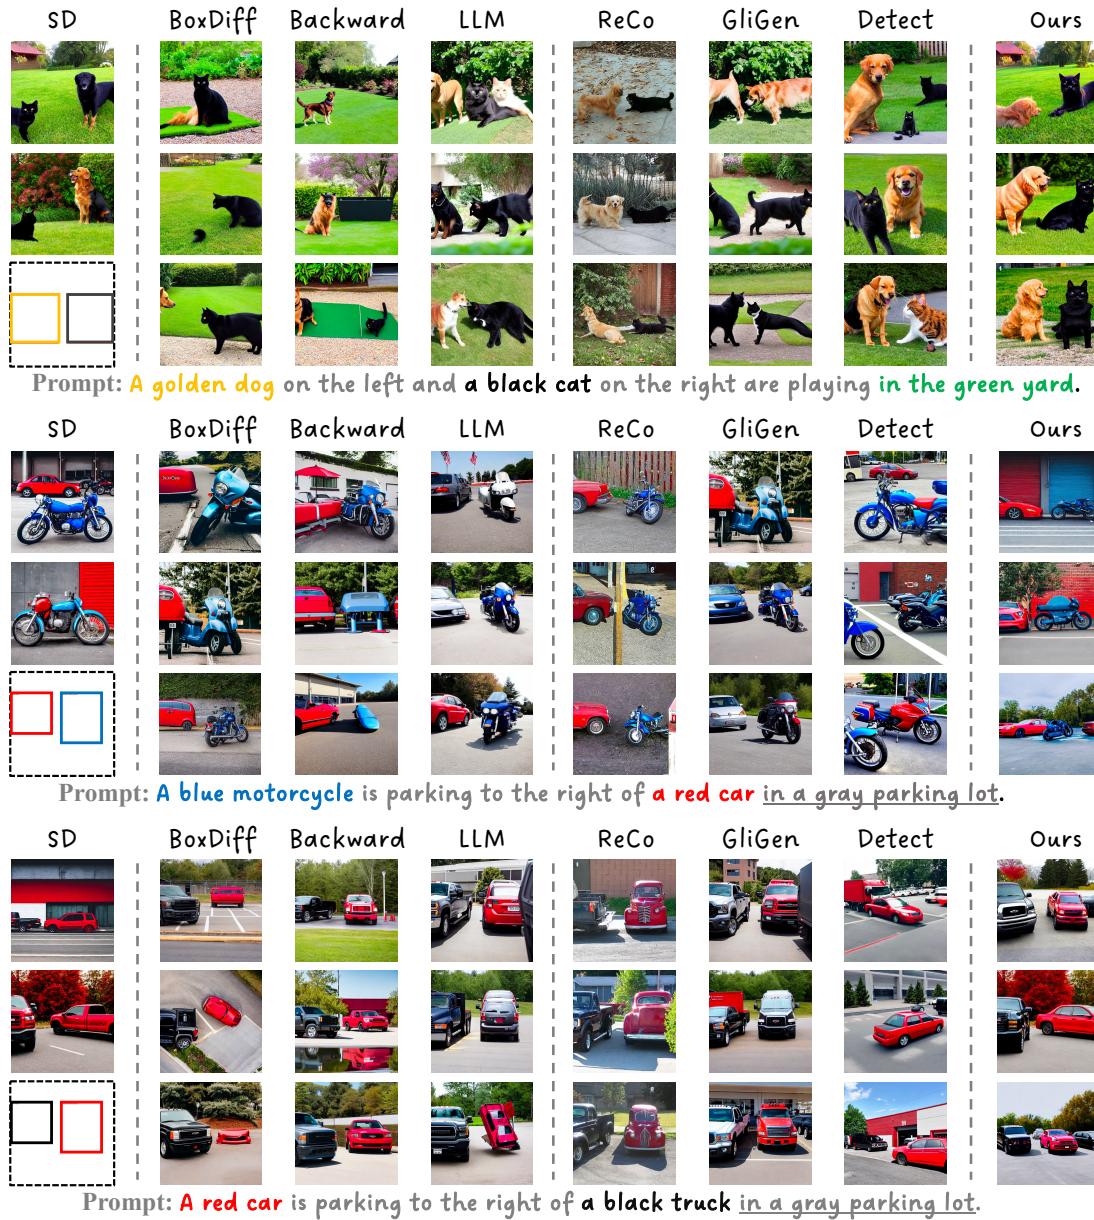 SD BoxDiff Backward LLM ReCo GliGen Detect Ours
Prompt: A golden dog on the left and a black cat on the right are playing in the green yard.
SD BoxDiff Backward LLM ReCo GliGen Detect Ours
Prompt: A blue motorcycle is parking to the right of a red car in a gray parking lot.
SD BoxDiff Backward LLM ReCo GliGen Detect Ours
Prompt: A red car is parking to the right of a black truck in a gray parking lot.